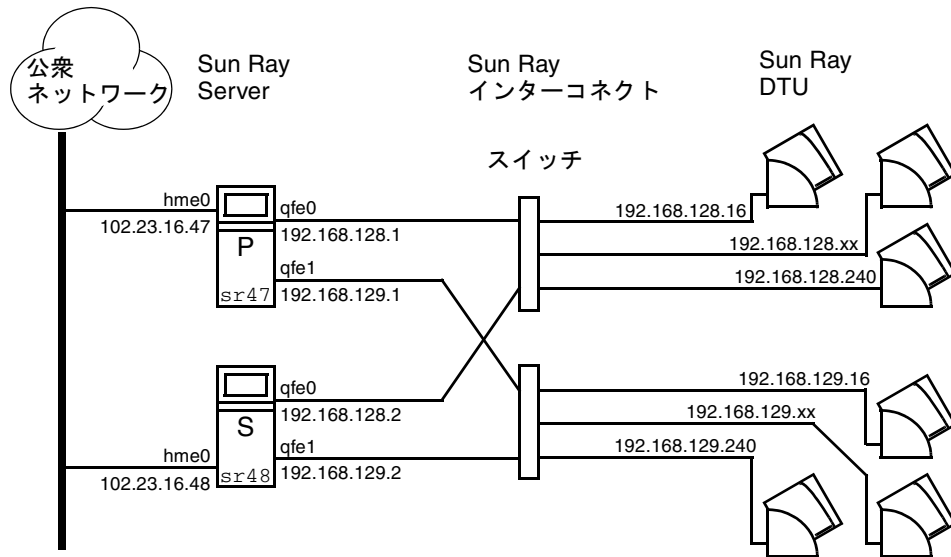 公衆
ネットワーク
Sun Ray
Server
Sun Ray
インターコネクト
Sun Ray
DTU
スイッチ
hme0
102.23.16.47
P
sr47
qfe0
192.168.128.1
qfe1
192.168.129.1
192.168.128.16
192.168.128.xx
192.168.128.240
hme0
102.23.16.48
S
sr48
qfe0
192.168.128.2
qfe1
192.168.129.2
192.168.129.16
192.168.129.xx
192.168.129.240